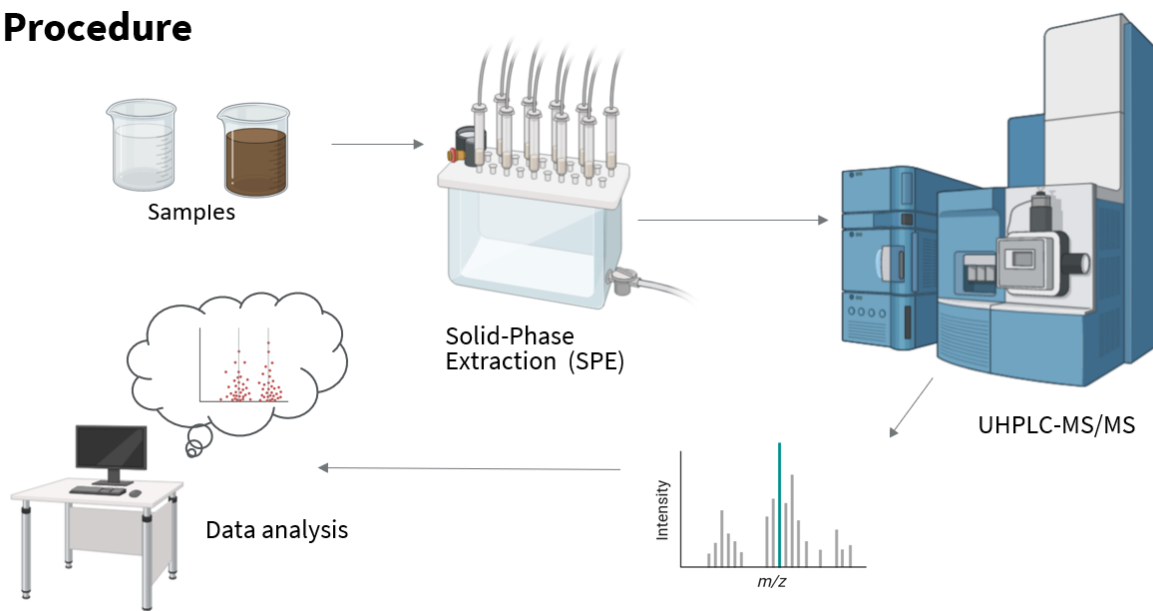 Procedure
Samples
Solid-Phase
Extraction (SPE)
UHPLC-MS/MS
Intensity
m/z
Data analysis